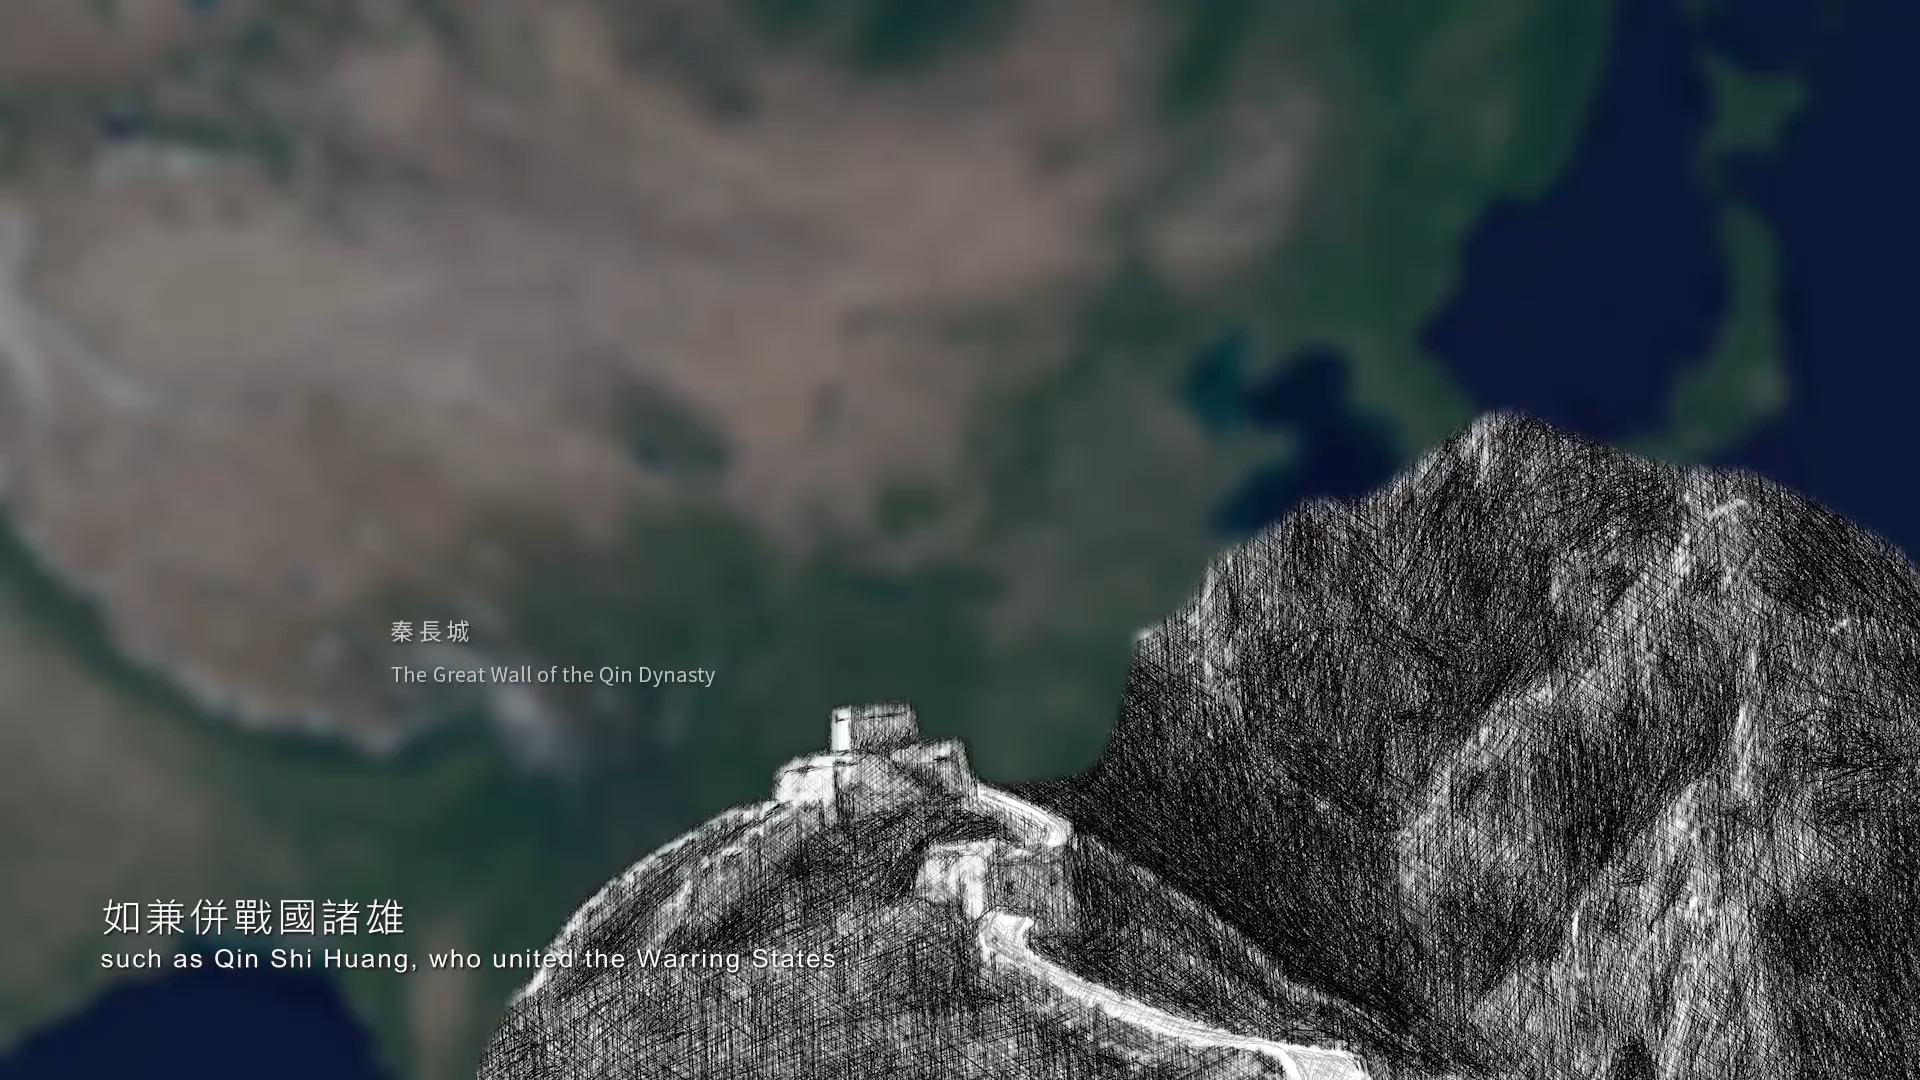 秦長城
The Great Wall of the Qin Dynasty
如兼併戰國諸雄
such as Qin Shi Huang, who united the Warring States